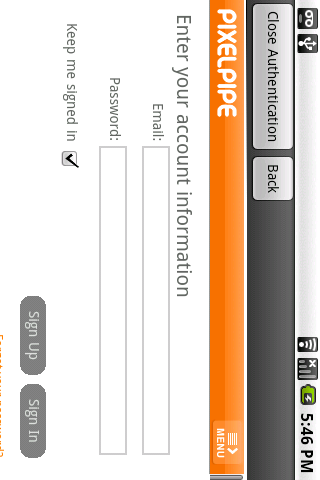 5:46 PM
Close Authentication
Back
PIXELPIPE
MENU
Enter your account information
Email:
Password:
Keep me signed in
Sign Up
Sign In